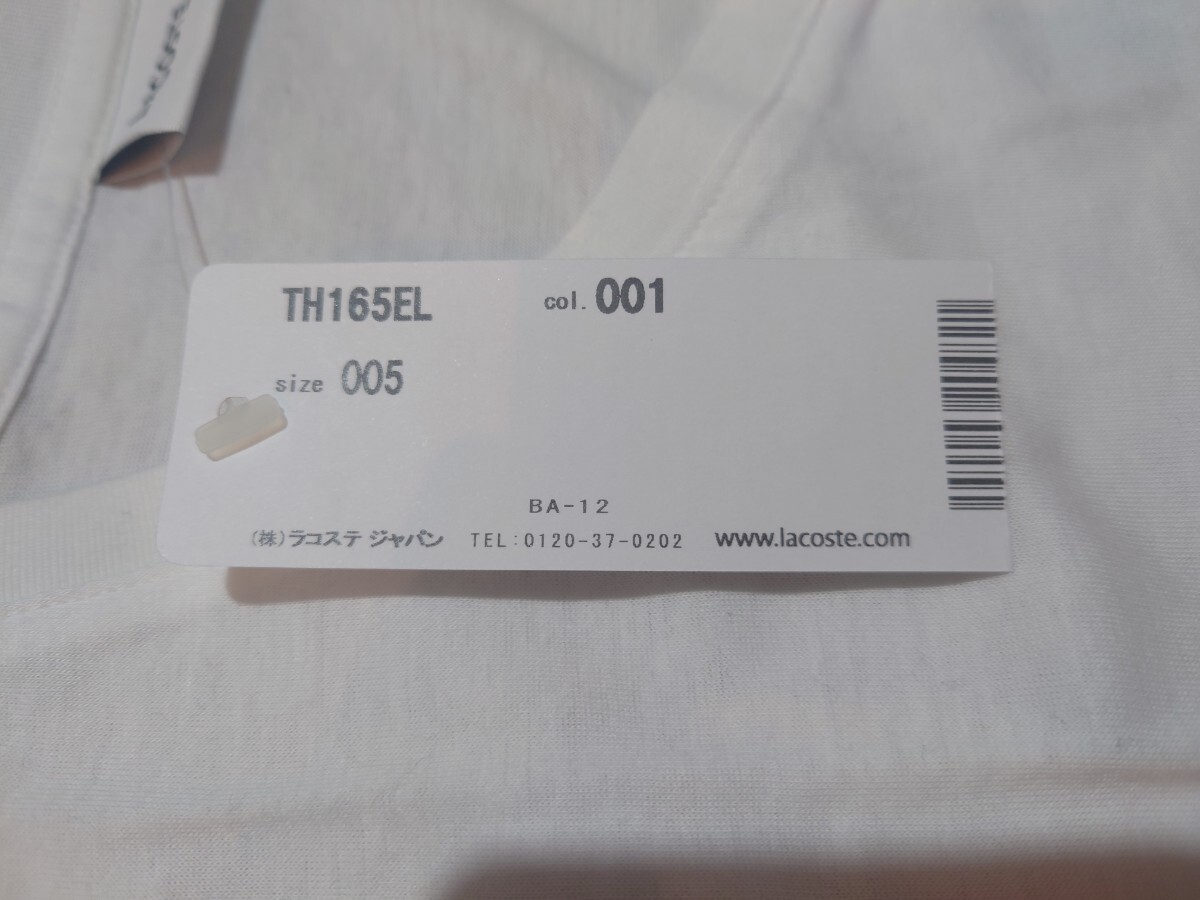 LACOSTE
TH165EL col. 001
size 005
BA-12
(株)ラコステ ジャパン TEL:0120-37-0202 www.lacoste.com